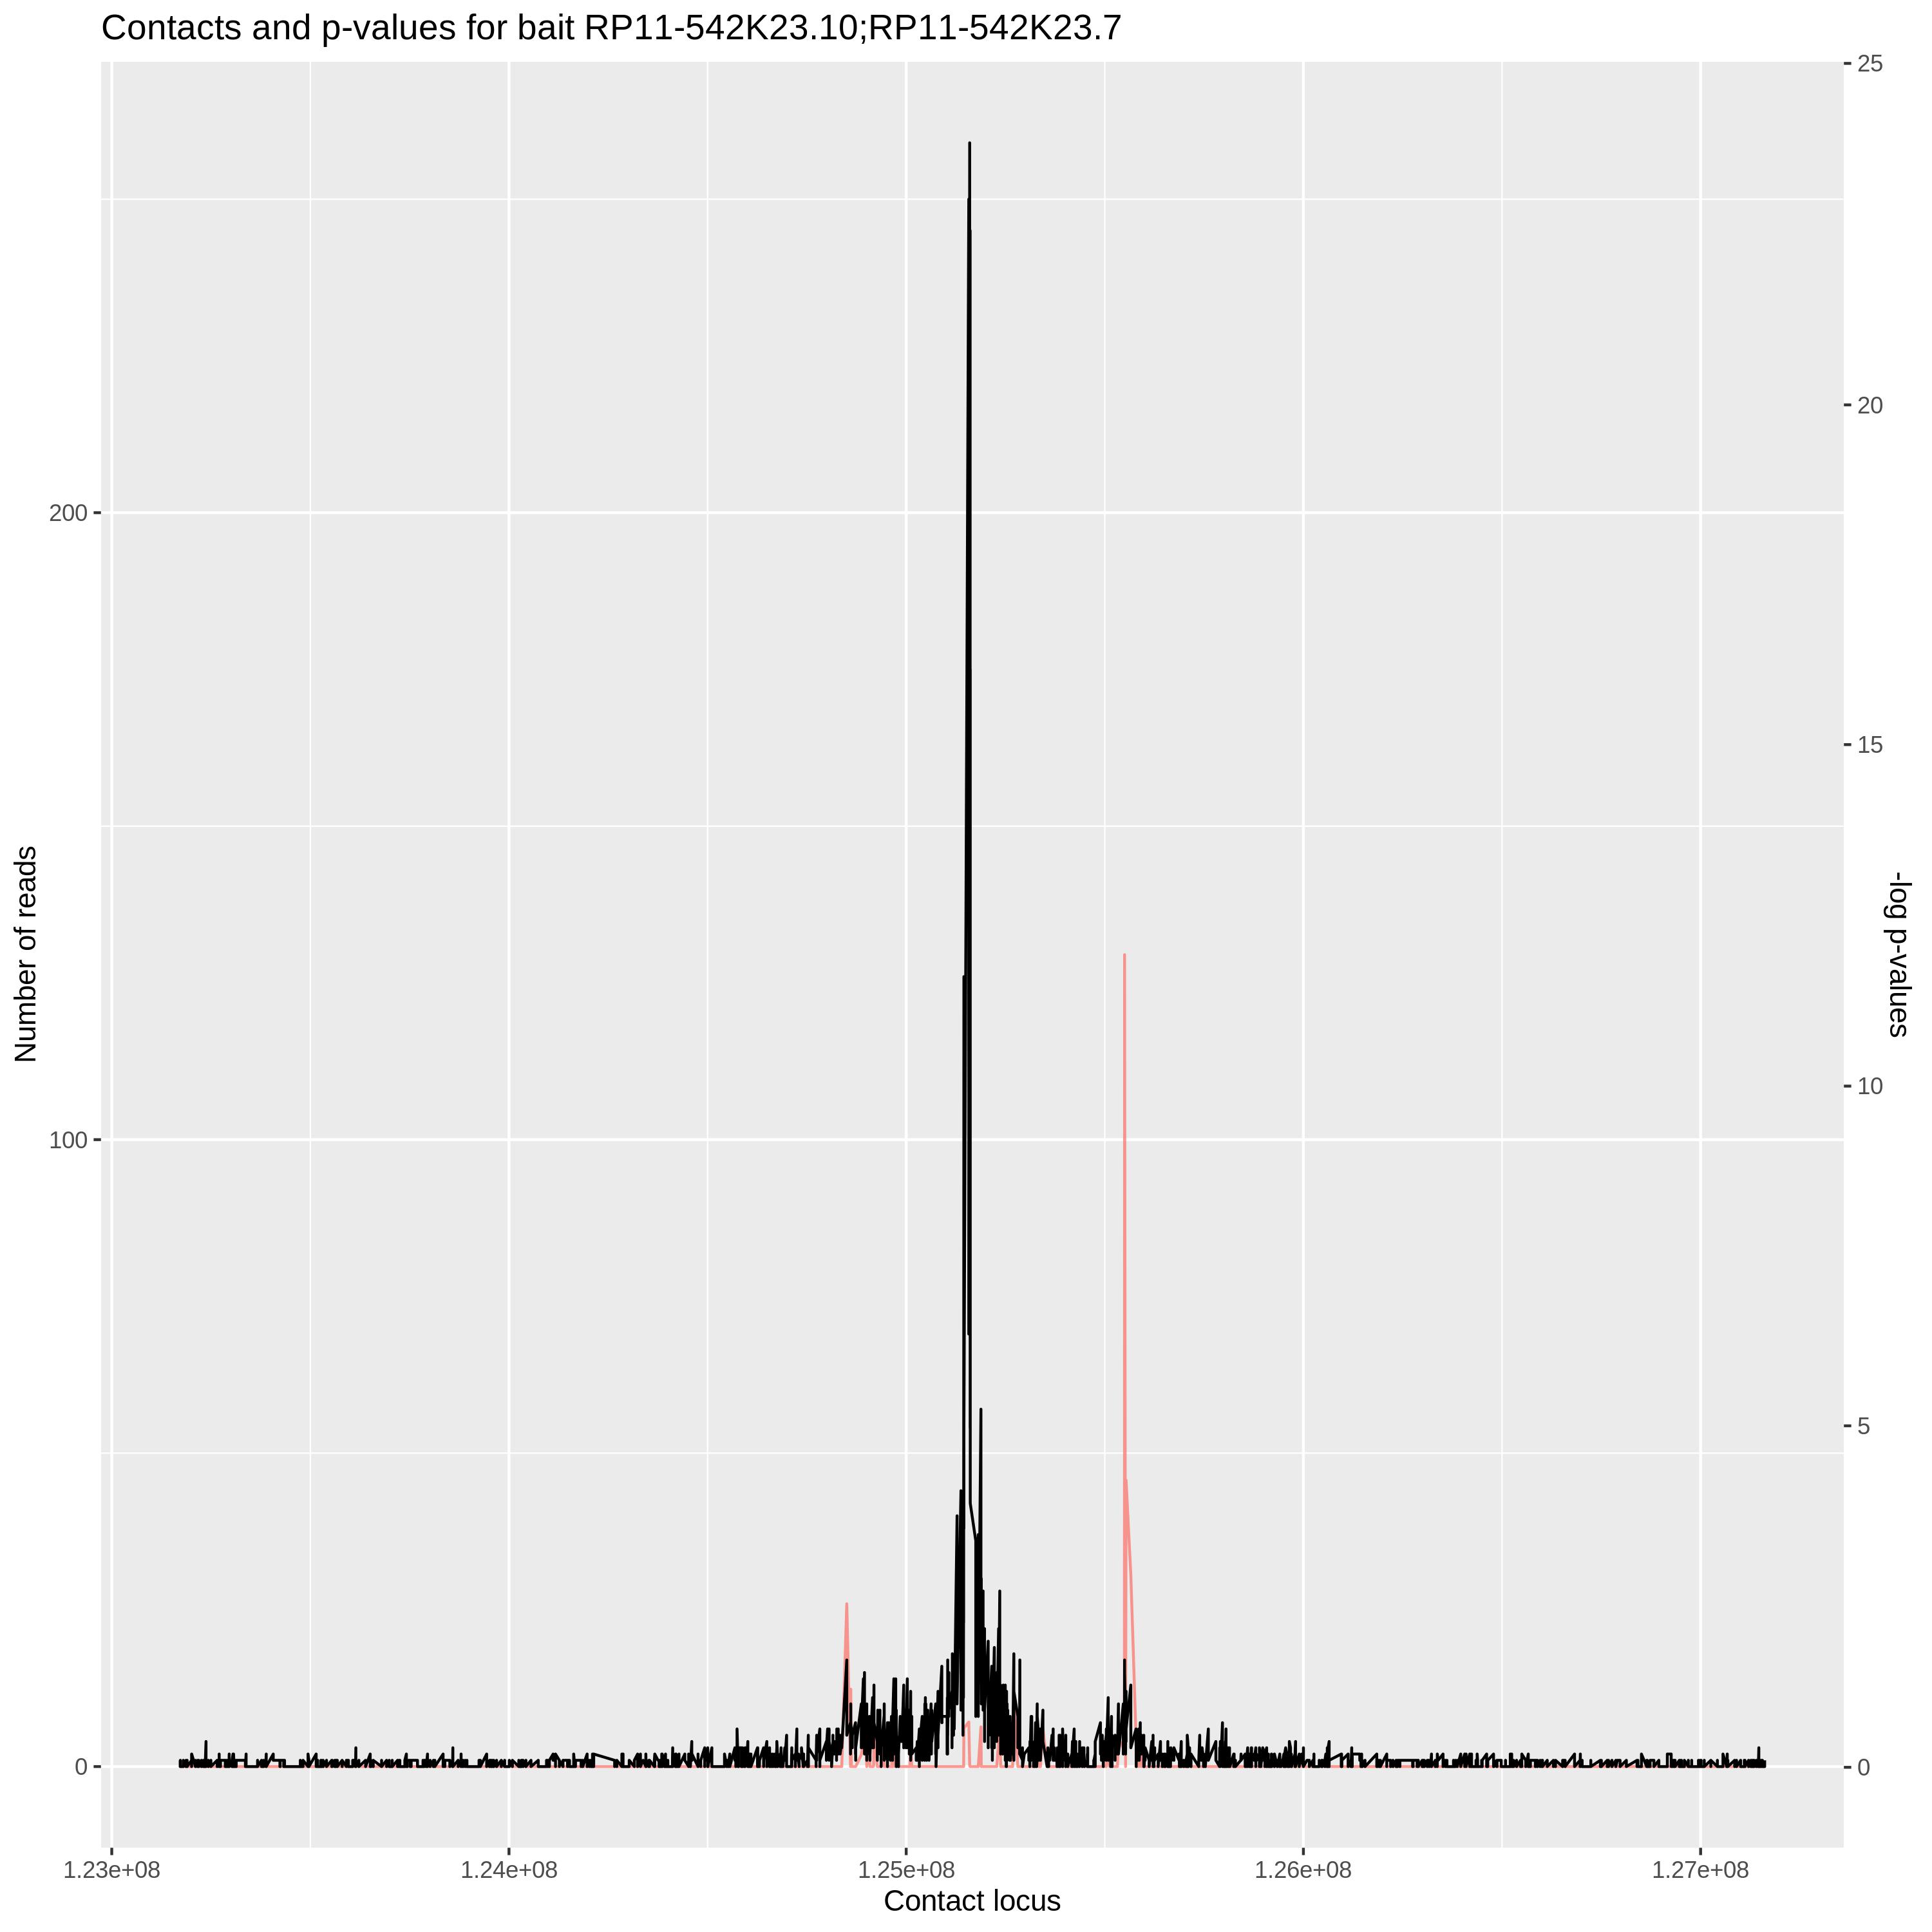 Contacts and p-values for bait RP11-542K23.10;RP11-542K23.7
25
20
15
10
5
0
-log p-values
200
100
0
Number of reads
1.23e+08
1.24e+08
1.25e+08
1.26e+08
1.27e+08
Contact locus